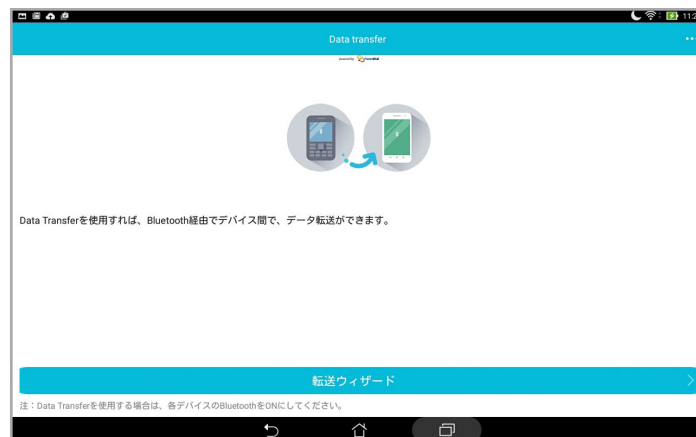 11:2
Data transfer
powered by
Data Transferを使用すれば、Bluetooth経由でデバイス間で、データ転送ができます。
転送ウィザード
注：Data Transferを使用する場合は、各デバイスのBluetoothをONにしてください。